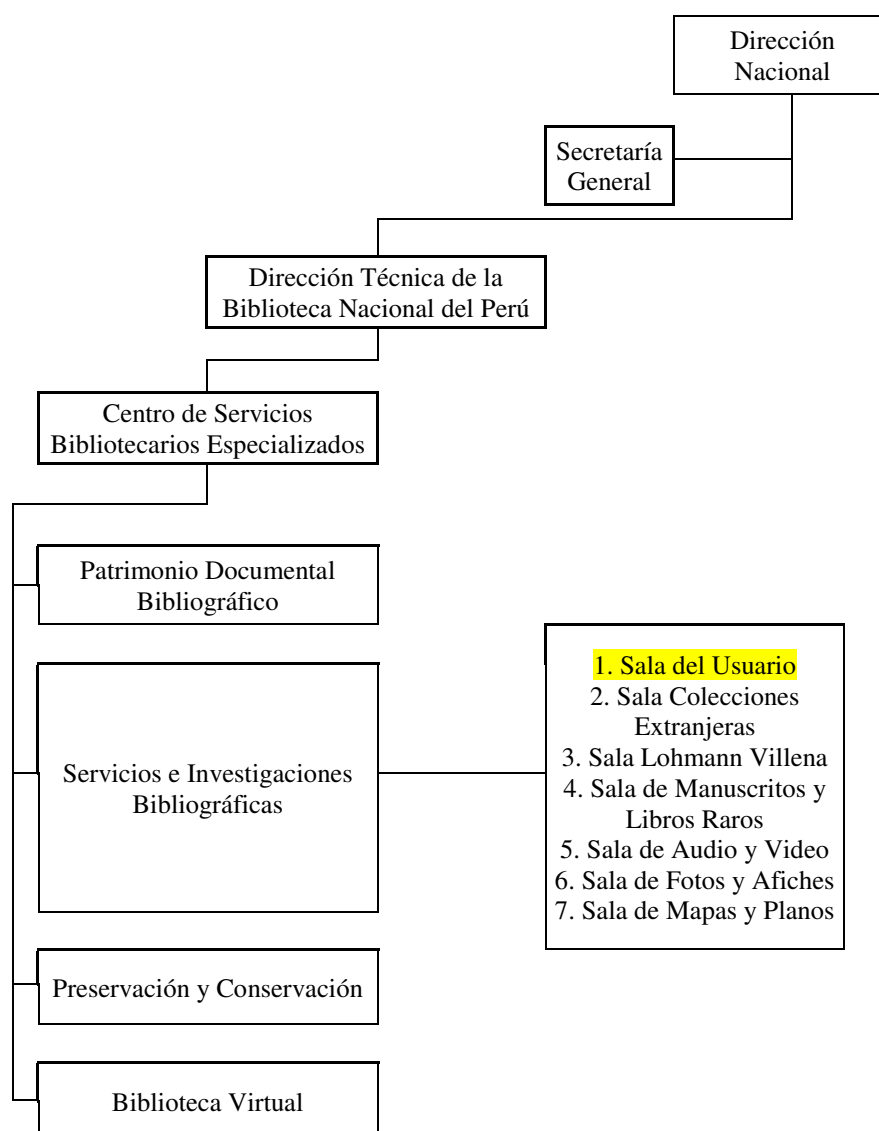 Dirección
Nacional
Secretaría
General
Dirección Técnica de la
Biblioteca Nacional del Perú
Centro de Servicios
Bibliotecarios Especializados
Patrimonio Documental
Bibliográfico
Servicios e Investigaciones
Bibliográficas
1. Sala del Usuario
2. Sala Colecciones
Extranjeras
3. Sala Lohmann Villena
4. Sala de Manuscritos y
Libros Raros
5. Sala de Audio y Video
6. Sala de Fotos y Afiches
7. Sala de Mapas y Planos
Preservación y Conservación
Biblioteca Virtual